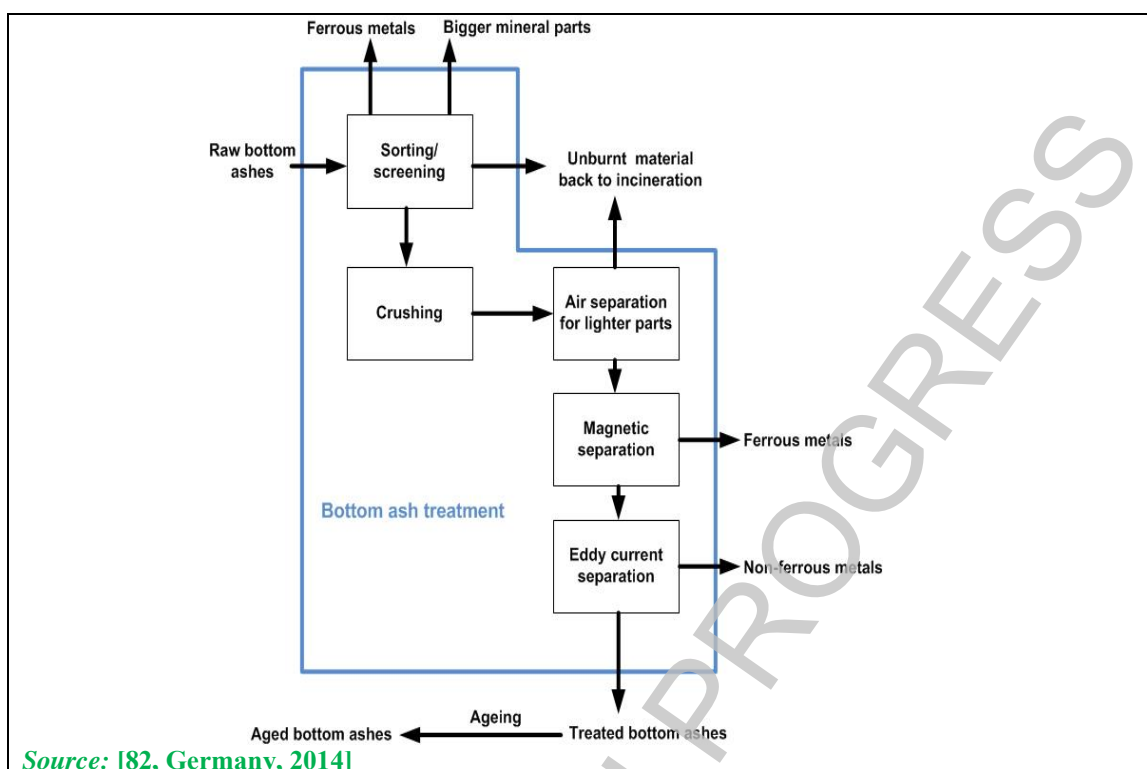 Ferrous metals
Bigger mineral parts
Raw bottom
ashes
Sorting/
screening
Unburnt material
back to incineration
Crushing
Air separation
for lighter parts
Magnetic
separation
Ferrous metals
Bottom ash treatment
Eddy current
separation
Non-ferrous metals
Aged bottom ashes
Ageing
Treated bottom ashes
Source: [82, Germany, 2014]
PROGRESS